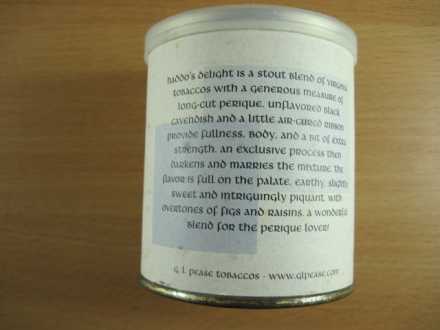 haddo's delight is a stout blend of virginia
tobaccos with a generous measure of
long-cut perique. unflavored black
cavendish and a little air-cured ribbon
provide fullness, body, and a bit of extra
strength. an exclusive process then
darkens and marries the mixture. the
flavor is full on the palate, earthy, slightly
sweet and intriguingly piquant, with
overtones of figs and raisins. a wonderful
blend for the perique lover!
g. l. pease tobaccos - www.glpease.com